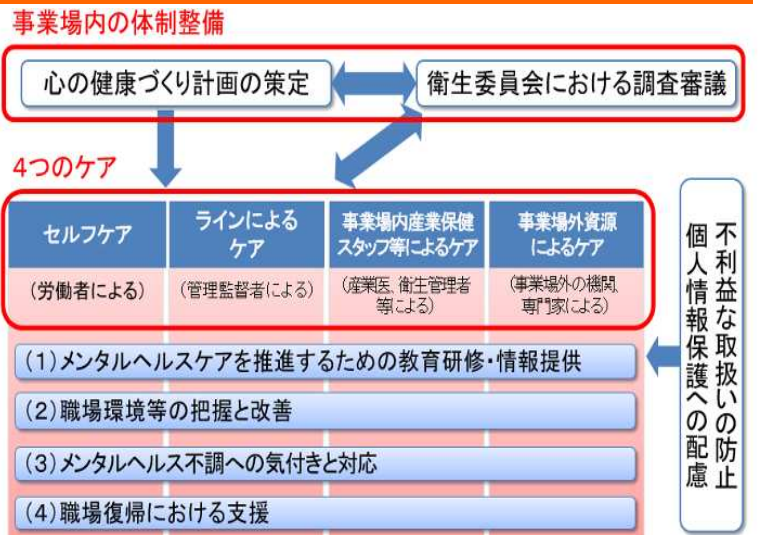 事業場内の体制整備
心の健康づくり計画の策定
衛生委員会における調査審議
4つのケア
セルフケア
(労働者による)
ラインによる
ケア
(管理監督者による)
事業場内産業保健
スタッフ等によるケア
(産業医、衛生管理者
等による)
事業場外資源
によるケア
(事業場外の機関、
専門家による)
(1)メンタルヘルスケアを推進するための教育研修・情報提供
(2)職場環境等の把握と改善
(3)メンタルヘルス不調への気付きと対応
(4)職場復帰における支援
不利益な取扱いの防止
個人情報保護への配慮